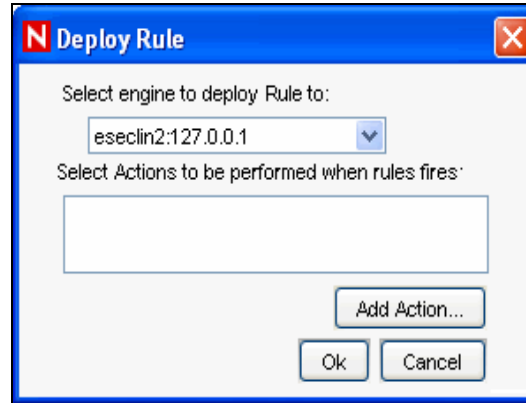 N Deploy Rule
Select engine to deploy Rule to:
eseclin2:127.0.0.1
Select Actions to be performed when rules fires:
Add Action...
Ok Cancel